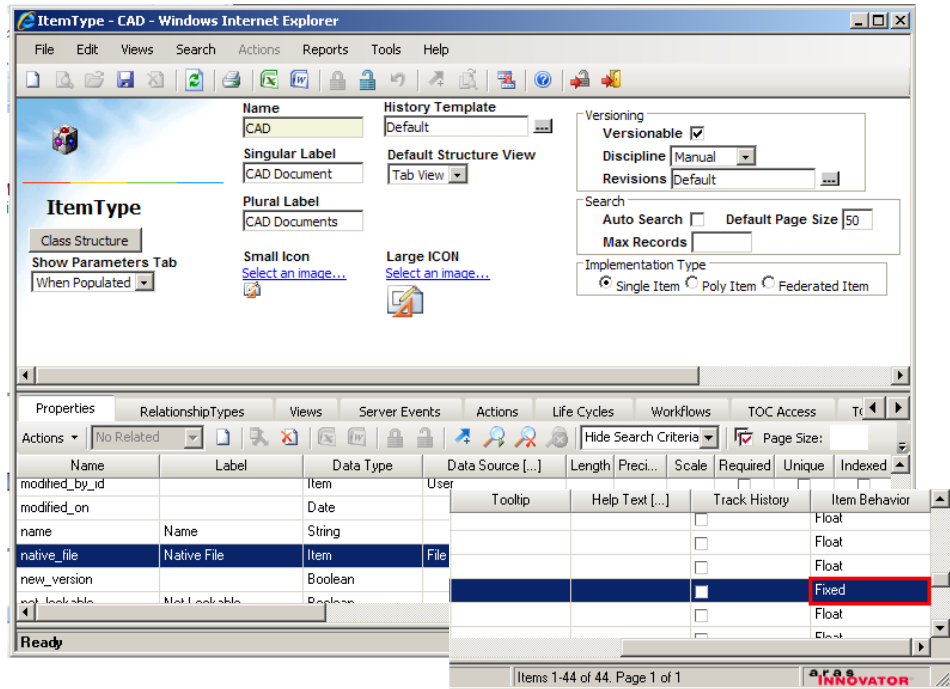 ItemType - CAD - Windows Internet Explorer
File Edit Views Search Actions Reports Tools Help
Name
CAD
History Template
Default
...
Singular Label
CAD Document
Default Structure View
Tab View
Plural Label
CAD Documents
ItemType
Class Structure
Show Parameters Tab
When Populated
Small Icon
Select an image...
Large ICON
Select an image...
Versioning
Versionable
Discipline Manual
Revisions Default ...
Search
Auto Search Default Page Size 50
Max Records
Implementation Type
Single Item Poly Item Federated Item
Properties RelationshipTypes Views Server Events Actions Life Cycles Workflows TOC Access
Actions No Related Hide Search Criteria Page Size:
Name Label Data Type Data Source [...] Length Preci... Scale Required Unique Indexed
modified_by_id Item User
modified_on Date
name Name String
native_file Native File Item File
new_version Boolean
not_lockable Not Lockable Boolean
Ready
Tooltip Help Text [...] Track History Item Behavior
Float
Float
Float
Fixed
Float
Float
Items 1-44 of 44. Page 1 of 1
aras INNOVATOR